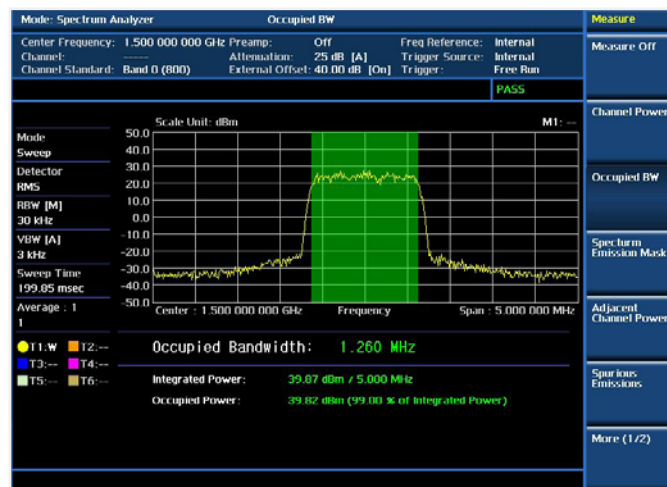 Mode: Spectrum Analyzer Occupied BW Measure
Center Frequency: 1.500 000 000 GHz Preamp: Off Freq Reference: Internal
Channel: ----- Attenuation: 25 dB [A] Trigger Source: Internal
Channel Standard: Band 0 (800) External Offset: 40.00 dB [On] Trigger: Free Run
PASS
Measure Off
Channel Power
Occupied BW
Specturm
Emission Mask
Adjacent
Channel Power
Spurious
Emissions
More (1/2)
Scale Unit: dBm M1: --
Mode
Sweep
Detector
RMS
RBW [M]
30 kHz
VBW [A]
3 kHz
Sweep Time
199.85 msec
Average : 1
1
T1:W T2:--
T3:-- T4:--
T5:-- T6:--
50.0
40.0
30.0
20.0
10.0
0.0
-10.0
-20.0
-30.0
-40.0
-50.0
Center : 1.500 000 000 GHz Frequency Span : 5.000 000 MHz
Occupied Bandwidth: 1.260 MHz
Integrated Power: 39.87 dBm / 5.000 MHz
Occupied Power: 39.82 dBm (99.00 % of Integrated Power)